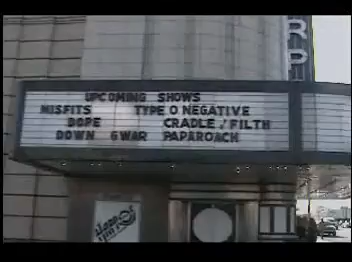 R
P
UPCOMING SHOWS
MISFITS TYPE O NEGATIVE
DOPE CRADLE / FILTH
DOWN GWAR PAPAROACH